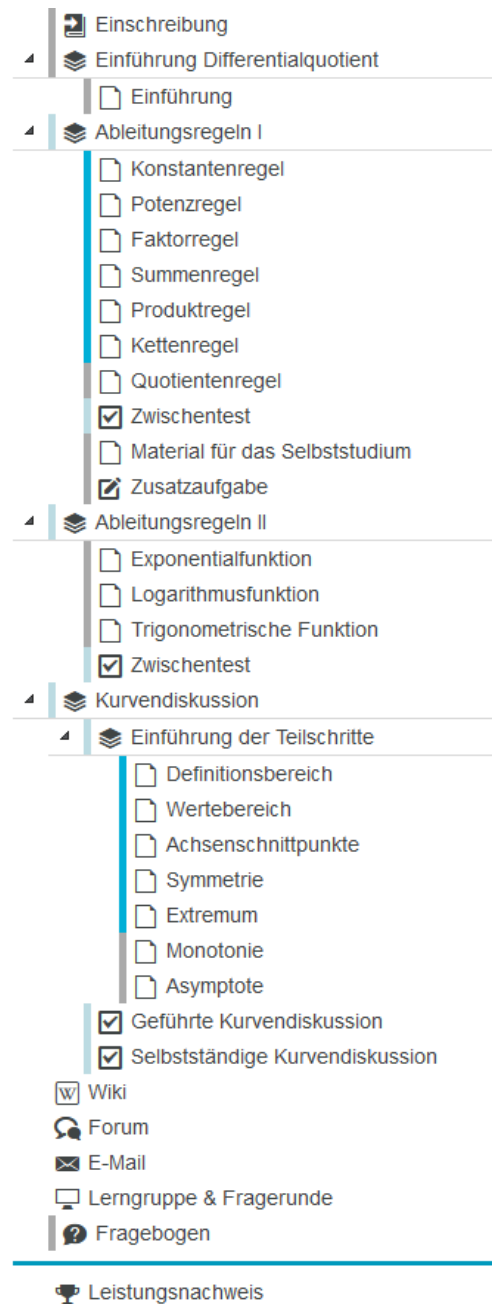 Einschreibung
Einführung Differentialquotient
Einführung
Ableitungsregeln I
Konstantenregel
Potenzregel
Faktorregel
Summenregel
Produktregel
Kettenregel
Quotientenregel
Zwischentest
Material für das Selbststudium
Zusatzaufgabe
Ableitungsregeln II
Exponentialfunktion
Logarithmusfunktion
Trigonometrische Funktion
Zwischentest
Kurvendiskussion
Einführung der Teilschritte
Definitionsbereich
Wertebereich
Achsenschnittpunkte
Symmetrie
Extremum
Monotonie
Asymptote
Geführte Kurvendiskussion
Selbstständige Kurvendiskussion
W Wiki
Forum
E-Mail
Lerngruppe & Fragerunde
? Fragebogen
Leistungsnachweis